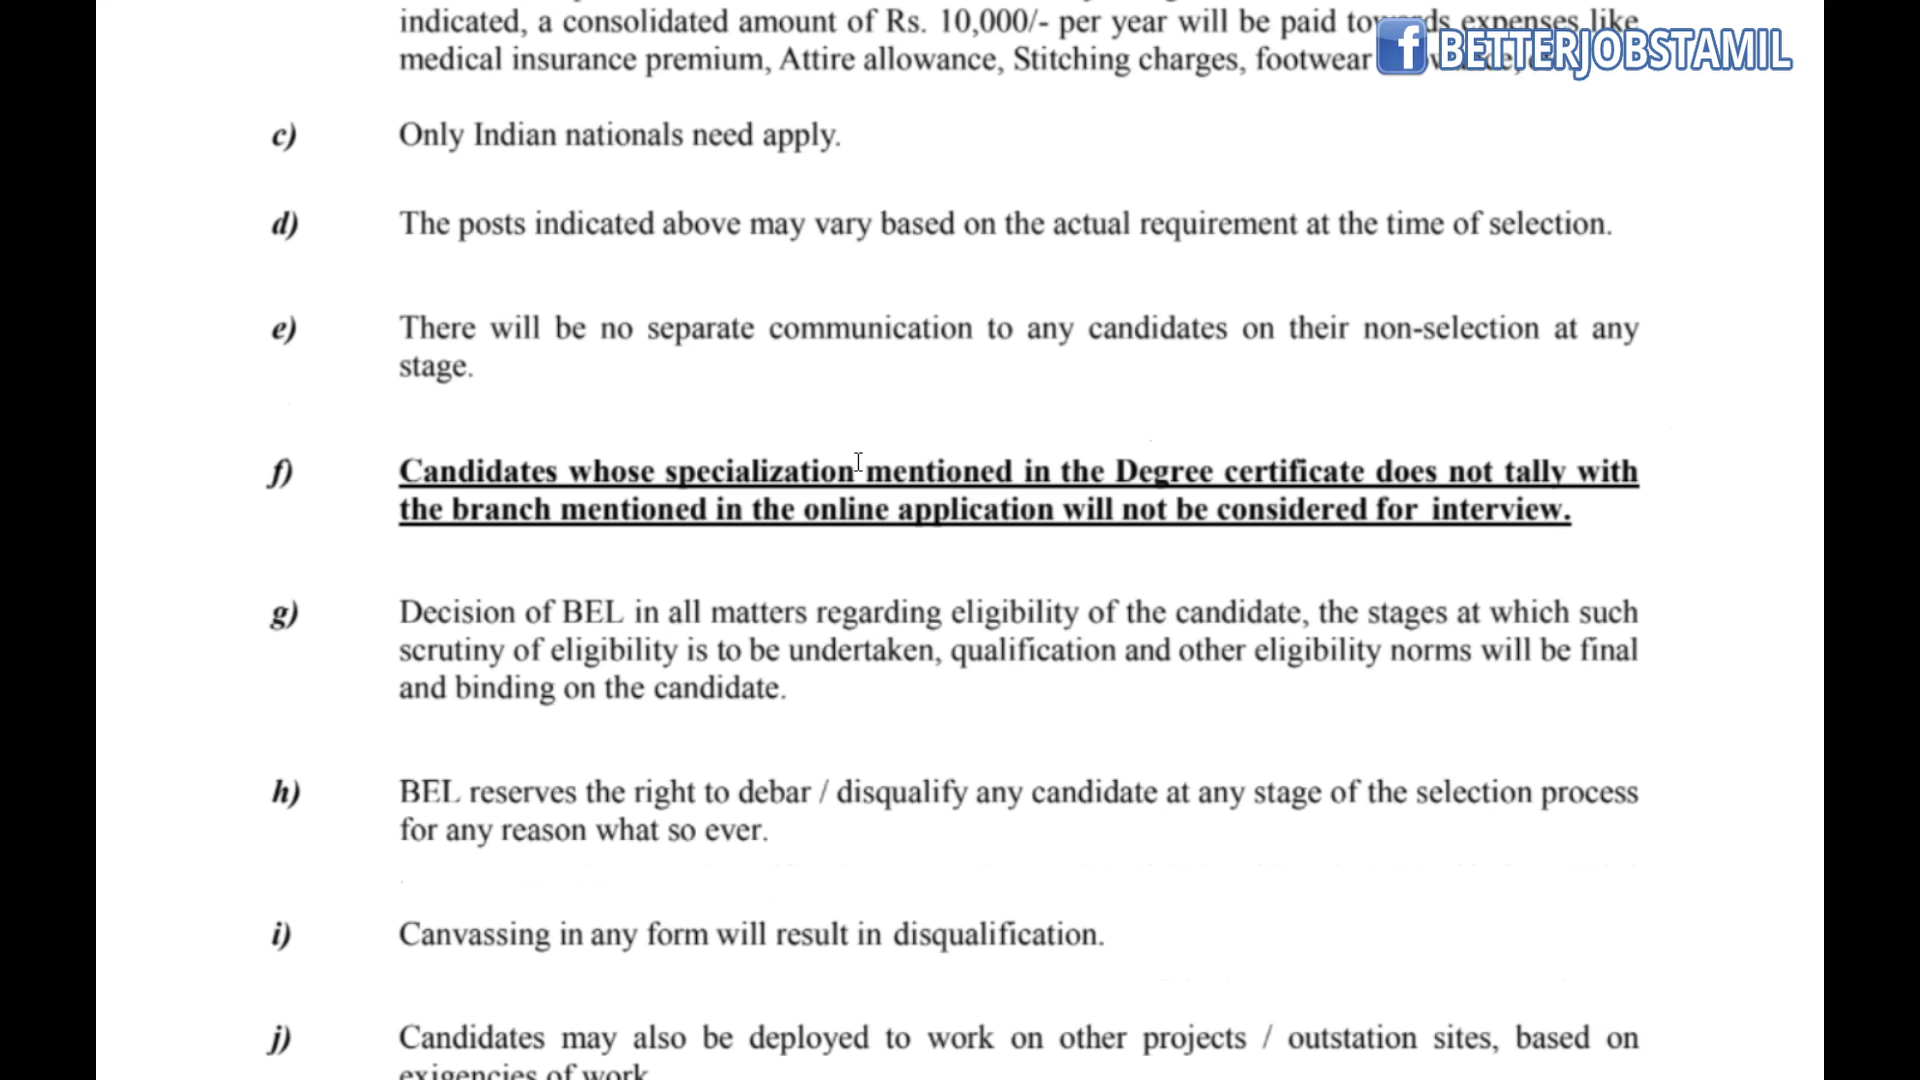 indicated, a consolidated amount of Rs. 10,000/- per year will be paid towards expenses like
medical insurance premium, Attire allowance, Stitching charges, footwear
f BETTERJOBSTAMIL
c) Only Indian nationals need apply.
d) The posts indicated above may vary based on the actual requirement at the time of selection.
e) There will be no separate communication to any candidates on their non-selection at any
stage.
f) Candidates whose specialization mentioned in the Degree certificate does not tally with
the branch mentioned in the online application will not be considered for interview.
g) Decision of BEL in all matters regarding eligibility of the candidate, the stages at which such
scrutiny of eligibility is to be undertaken, qualification and other eligibility norms will be final
and binding on the candidate.
h) BEL reserves the right to debar / disqualify any candidate at any stage of the selection process
for any reason what so ever.
i) Canvassing in any form will result in disqualification.
j) Candidates may also be deployed to work on other projects / outstation sites, based on
exigencies of work